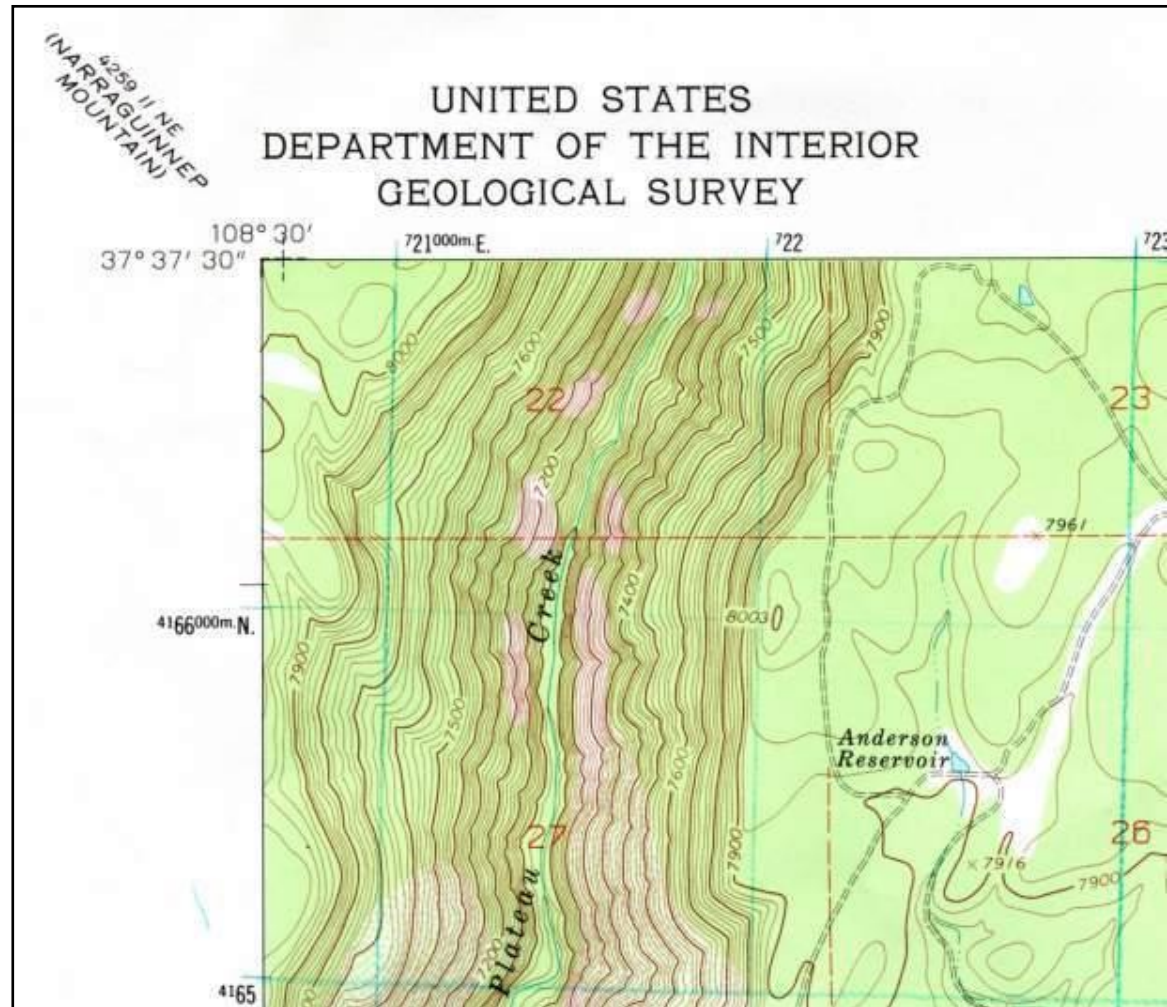 4259 II NE
(NARRAGUINNEP
MOUNTAIN)
UNITED STATES
DEPARTMENT OF THE INTERIOR
GEOLOGICAL SURVEY
108° 30′
37° 37′ 30″
721000m. E.
722
723
8000
7600
7500
7900
22
23
7200
7961
Creek
7400
4166000m. N.
8003
7900
7500
Anderson
Reservoir
7600
27
26
7900
7916
7900
Plateau
7200
4165